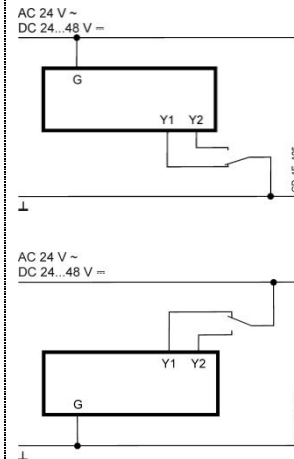 AC 24 V ~
DC 24...48 V ⎓
G
Y1 Y2
⊥
AC 24 V ~
DC 24...48 V ⎓
Y1 Y2
G
⊥